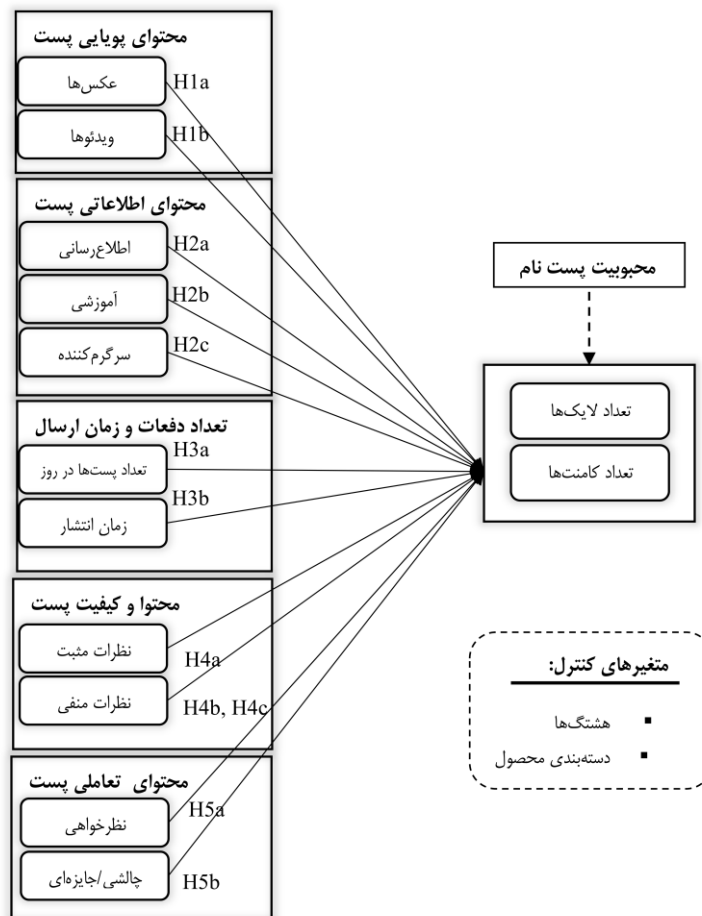 محتوای پویایی پست
عکس‌ها
H1a
ویدئوها
H1b
محتوای اطلاعاتی پست
اطلاع‌رسانی
H2a
آموزشی
H2b
سرگرم‌کننده
H2c
تعداد دفعات و زمان ارسال
تعداد پست‌ها در روز
H3a
زمان انتشار
H3b
محتوا و کیفیت پست
نظرات مثبت
H4a
نظرات منفی
H4b, H4c
محتوای تعاملی پست
نظرخواهی
H5a
چالشی/جایزه‌ای
H5b
محبوبیت پست نام
تعداد لایک‌ها
تعداد کامنت‌ها
متغیرهای کنترل:
▪ هشتگ‌ها
▪ دسته‌بندی محصول